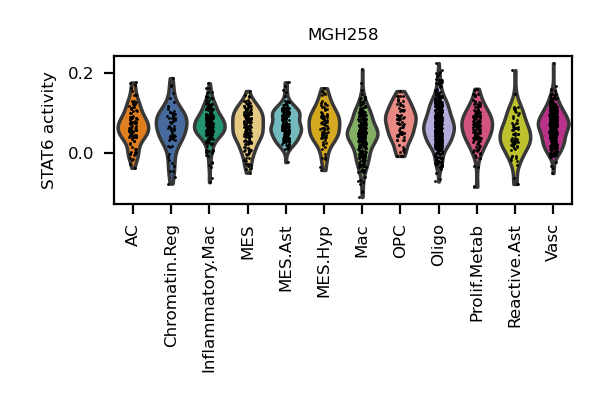 MGH258
STAT6 activity
0.2
0.0
AC
Chromatin.Reg
Inflammatory.Mac
MES
MES.Ast
MES.Hyp
Mac
OPC
Oligo
Prolif.Metab
Reactive.Ast
Vasc